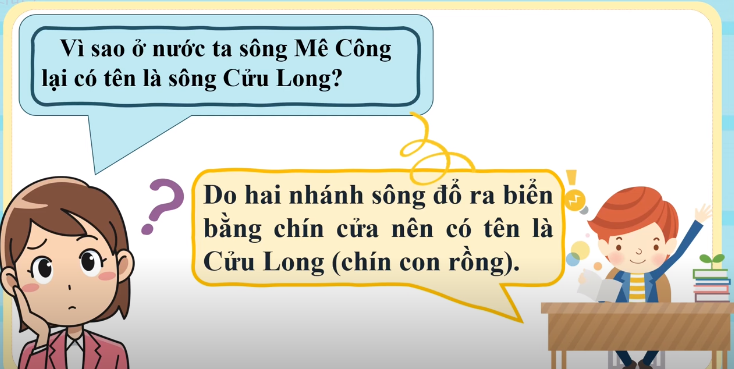 Vì sao ở nước ta sông Mê Công
lại có tên là sông Cửu Long?
Do hai nhánh sông đổ ra biển
bằng chín cửa nên có tên là
Cửu Long (chín con rồng).